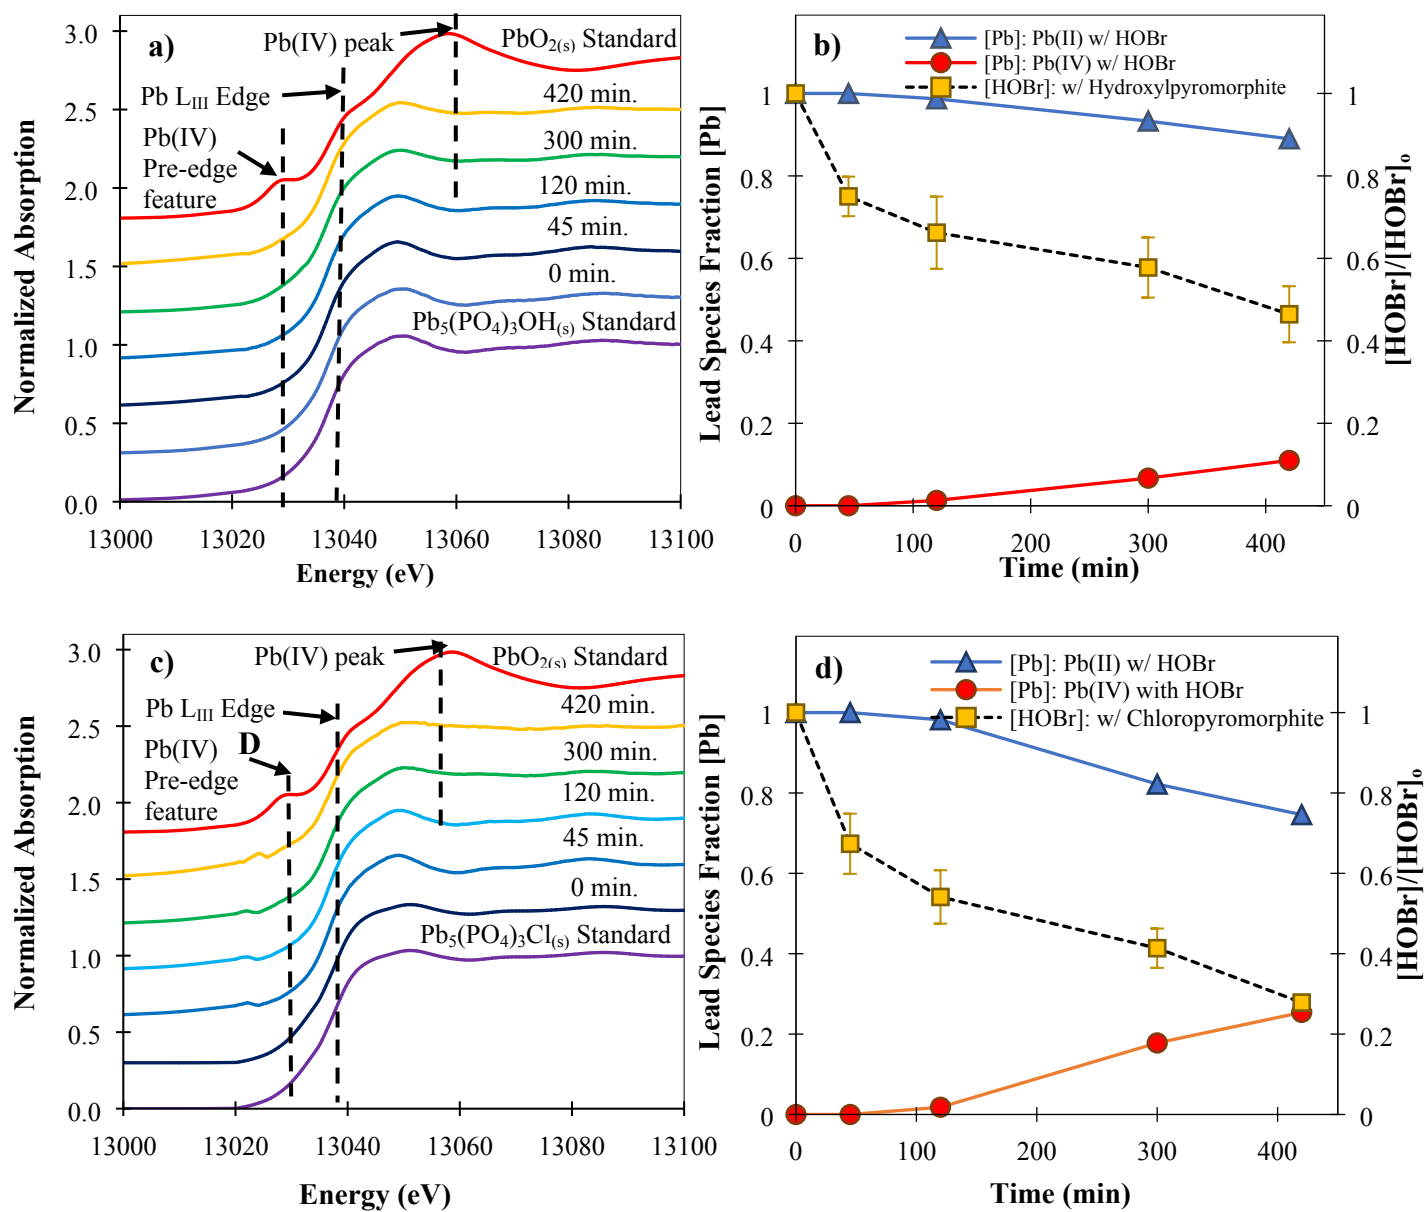 a)
Pb(IV) peak
PbO2(s) Standard
Pb LIII Edge
Pb(IV)
Pre-edge
feature
420 min.
300 min.
120 min.
45 min.
0 min.
Pb5(PO4)3OH(s) Standard
3.0
2.5
2.0
1.5
1.0
0.5
0.0
Normalized Absorption
13000 13020 13040 13060 13080 13100
Energy (eV)
b)
[Pb]: Pb(II) w/ HOBr
[Pb]: Pb(IV) w/ HOBr
[HOBr]: w/ Hydroxylpyromorphite
1
0.8
0.6
0.4
0.2
0
Lead Species Fraction [Pb]
1
0.8
0.6
0.4
0.2
0
[HOBr]/[HOBr]o
0 100 200 300 400
Time (min)
c)
Pb(IV) peak
PbO2(s) Standard
Pb LIII Edge
Pb(IV) D
Pre-edge
feature
420 min.
300 min.
120 min.
45 min.
0 min.
Pb5(PO4)3Cl(s) Standard
3.0
2.5
2.0
1.5
1.0
0.5
0.0
Normalized Absorption
13000 13020 13040 13060 13080 13100
Energy (eV)
d)
[Pb]: Pb(II) w/ HOBr
[Pb]: Pb(IV) with HOBr
[HOBr]: w/ Chloropyromorphite
1
0.8
0.6
0.4
0.2
0
Lead Species Fraction [Pb]
1
0.8
0.6
0.4
0.2
0
[HOBr]/[HOBr]o
0 100 200 300 400
Time (min)